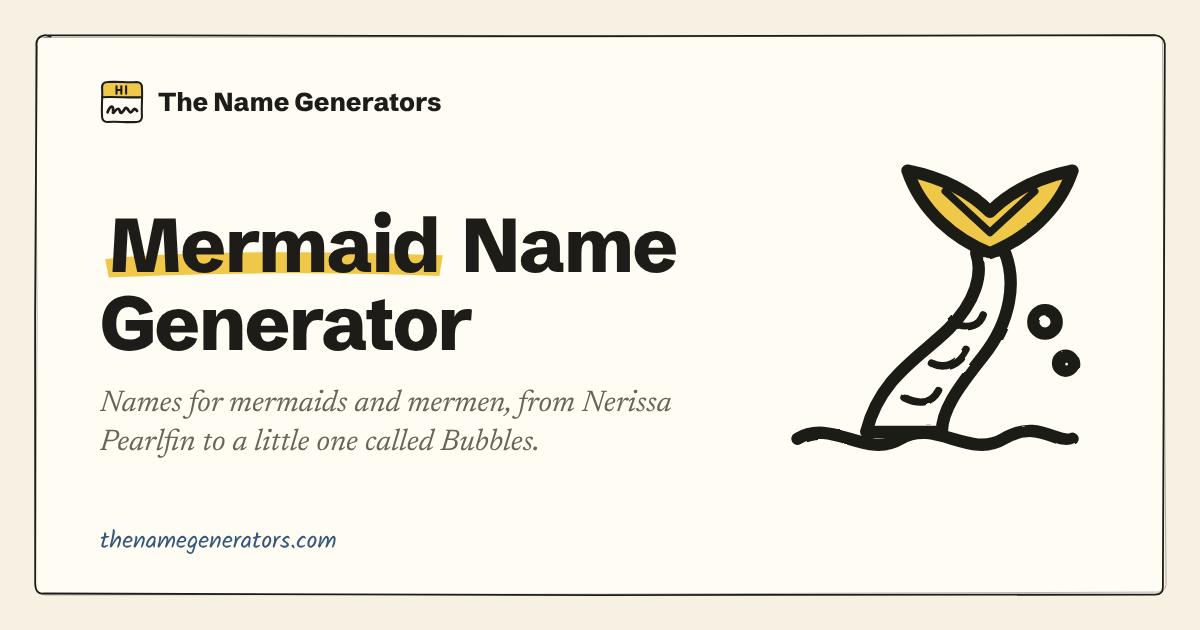 HI
The Name Generators
Mermaid Name
Generator
Names for mermaids and mermen, from Nerissa
Pearlfin to a little one called Bubbles.
thenamegenerators.com